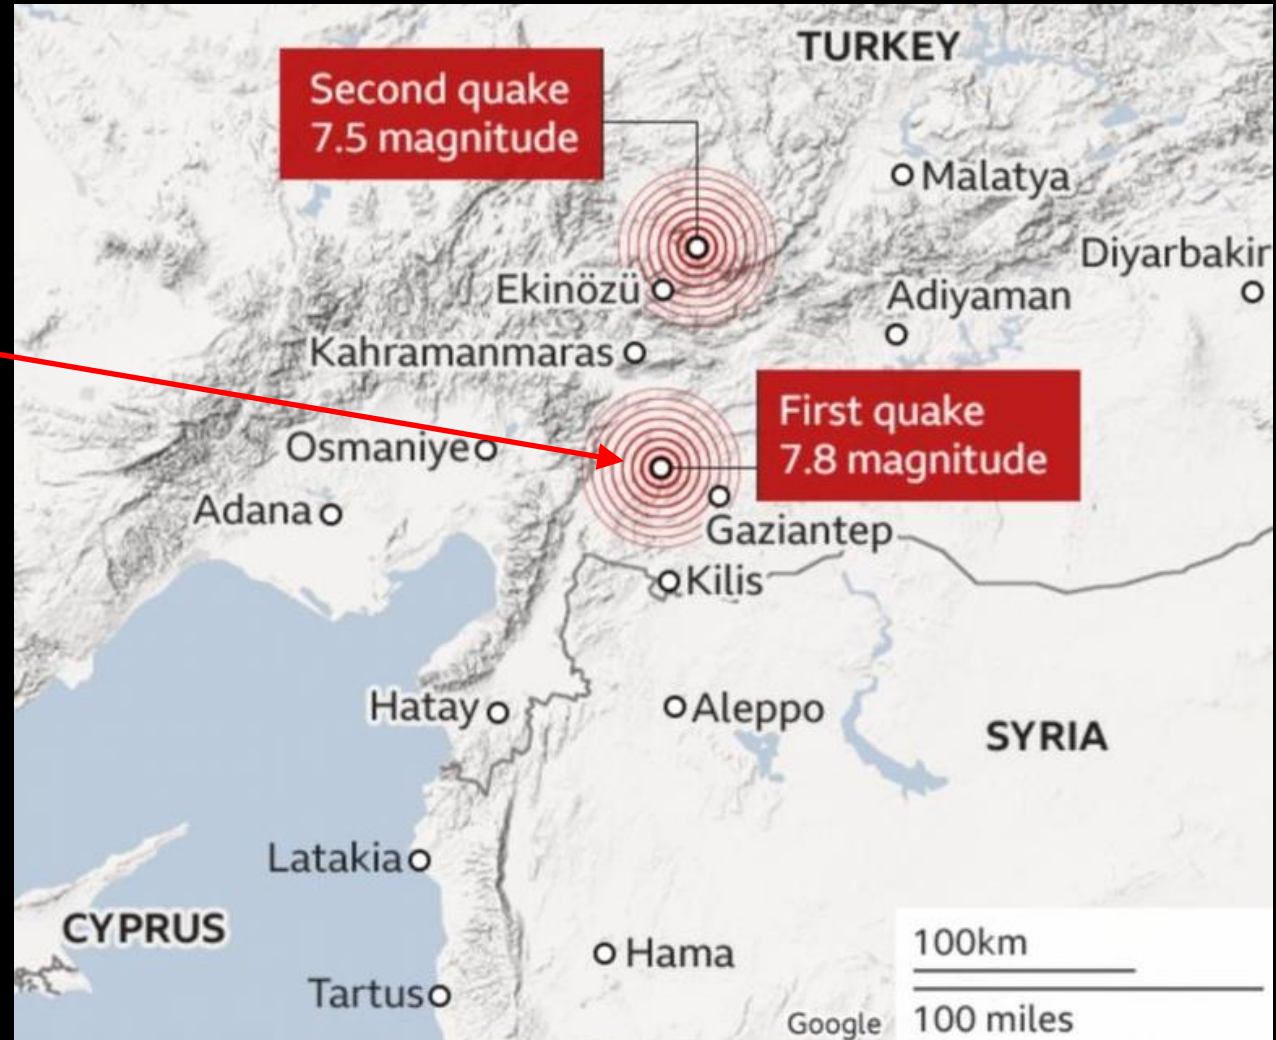 TURKEY
Second quake
7.5 magnitude
Malatya
Diyarbakir
Ekinözü
Adiyaman
Kahramanmaras
First quake
7.8 magnitude
Osmaniye
Adana
Gaziantep
Kilis
Hatay
Aleppo
SYRIA
Latakia
CYPRUS
Hama
100km
Tartus
Google
100 miles